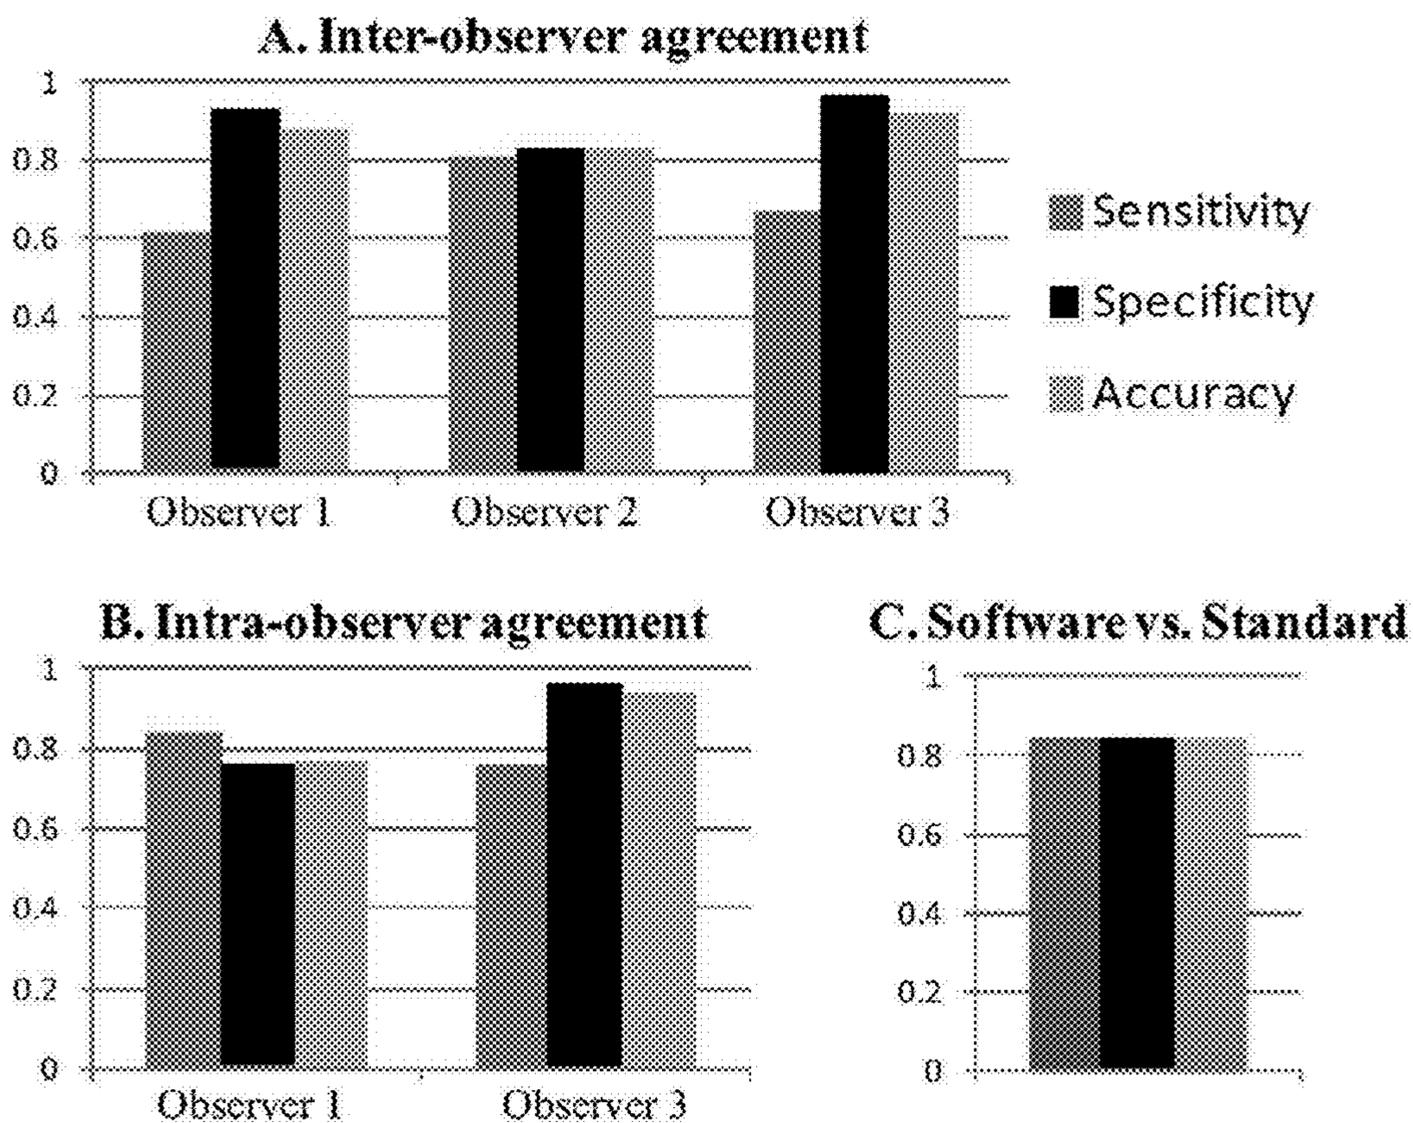 A. Inter-observer agreement
1
0.8
0.6
0.4
0.2
0
Observer 1 Observer 2 Observer 3
Sensitivity
Specificity
Accuracy
B. Intra-observer agreement
1
0.8
0.6
0.4
0.2
0
Observer 1 Observer 3
C. Software vs. Standard
1
0.8
0.6
0.4
0.2
0